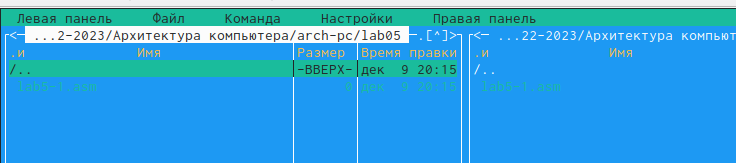 Левая панель Файл Команда Настройки Правая панель
<─ ...2-2023/Архитектура компьютера/arch-pc/lab05 ─.[^]>
<─ ...22-2023/Архитектура компьют
.и Имя Размер Время правки
.и Имя
/.. -ВВЕРХ- дек 9 20:15
/..
lab5-1.asm 0 дек 9 20:15
lab5-1.asm